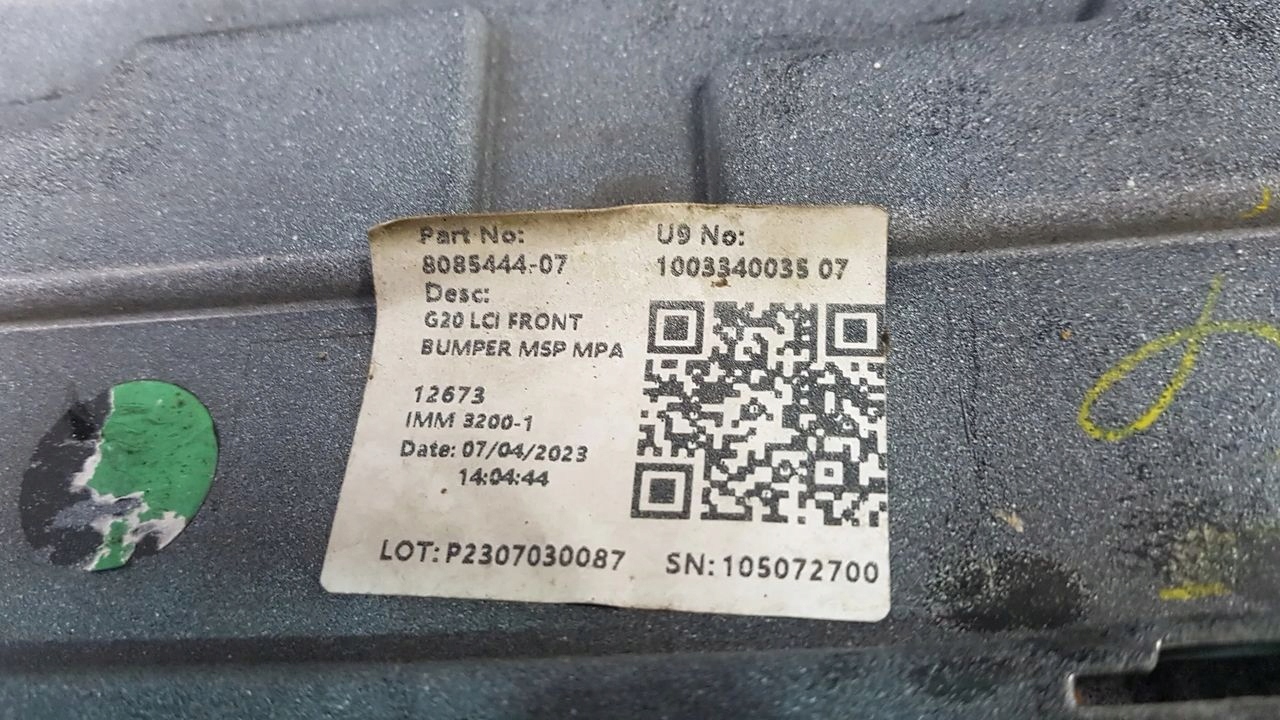 Part No:
8085444-07
U9 No:
1003340035 07
Desc:
G20 LCI FRONT
BUMPER MSP MPA
12673
IMM 3200-1
Date: 07/04/2023
14:04:44
LOT: P2307030087
SN: 105072700